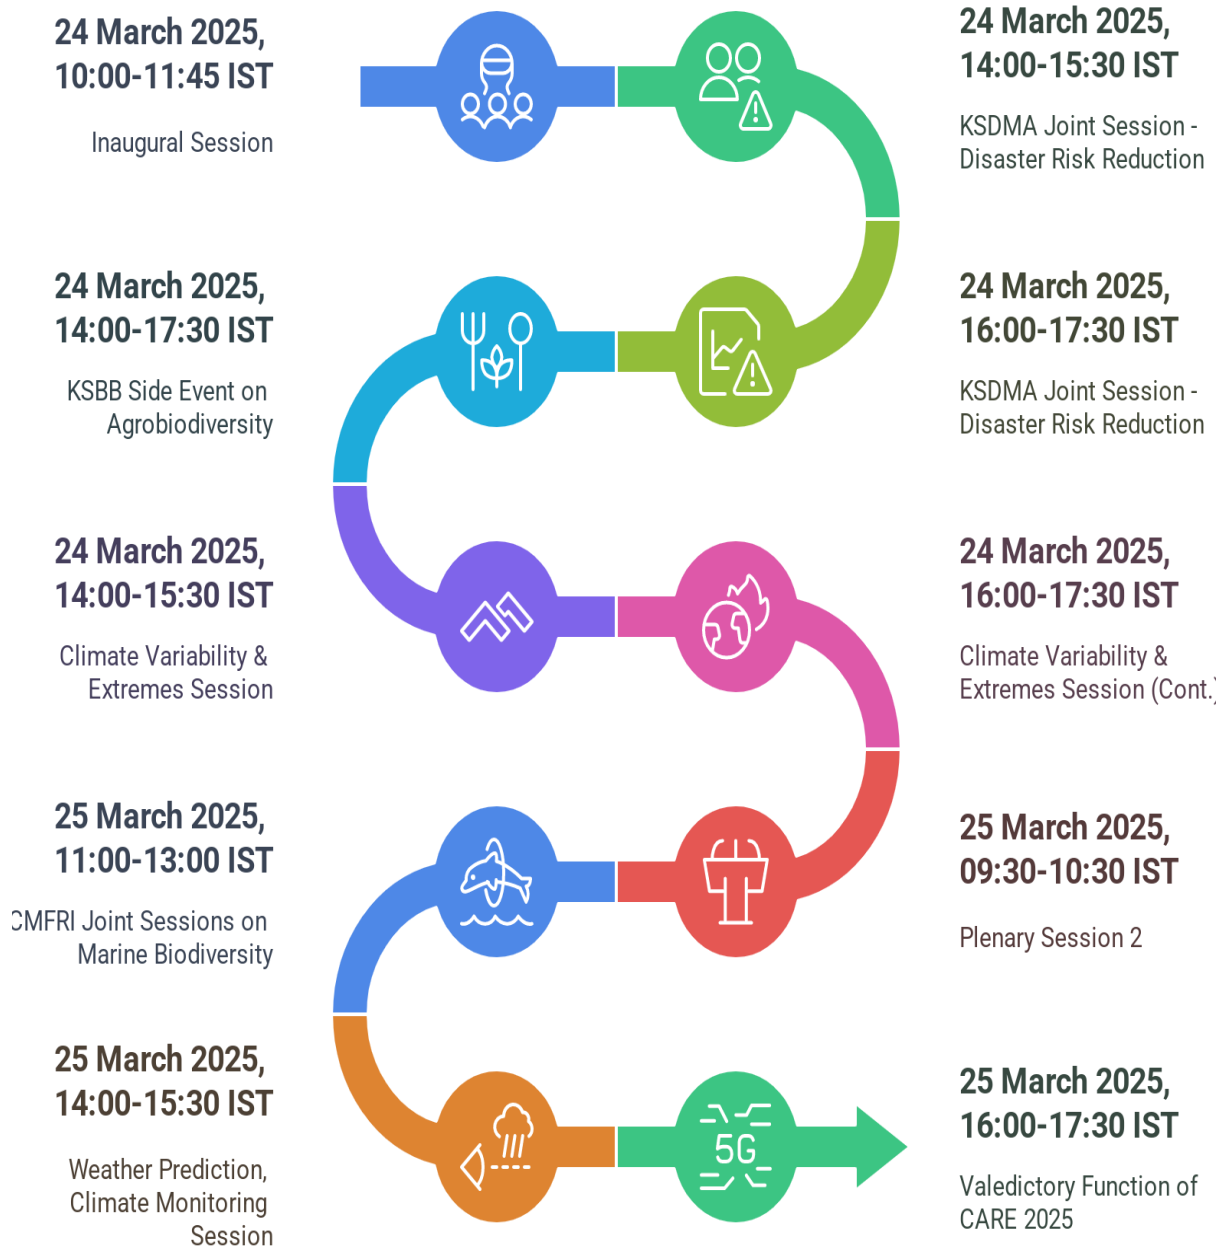 24 March 2025,
10:00-11:45 IST
Inaugural Session
24 March 2025,
14:00-15:30 IST
KSDMA Joint Session -
Disaster Risk Reduction
24 March 2025,
16:00-17:30 IST
KSDMA Joint Session -
Disaster Risk Reduction
24 March 2025,
14:00-17:30 IST
KSBB Side Event on
Agrobiodiversity
24 March 2025,
14:00-15:30 IST
Climate Variability &
Extremes Session
24 March 2025,
16:00-17:30 IST
Climate Variability &
Extremes Session (Cont.)
25 March 2025,
09:30-10:30 IST
Plenary Session 2
25 March 2025,
11:00-13:00 IST
CMFRI Joint Sessions on
Marine Biodiversity
25 March 2025,
14:00-15:30 IST
Weather Prediction,
Climate Monitoring
Session
5G
25 March 2025,
16:00-17:30 IST
Valedictory Function of
CARE 2025